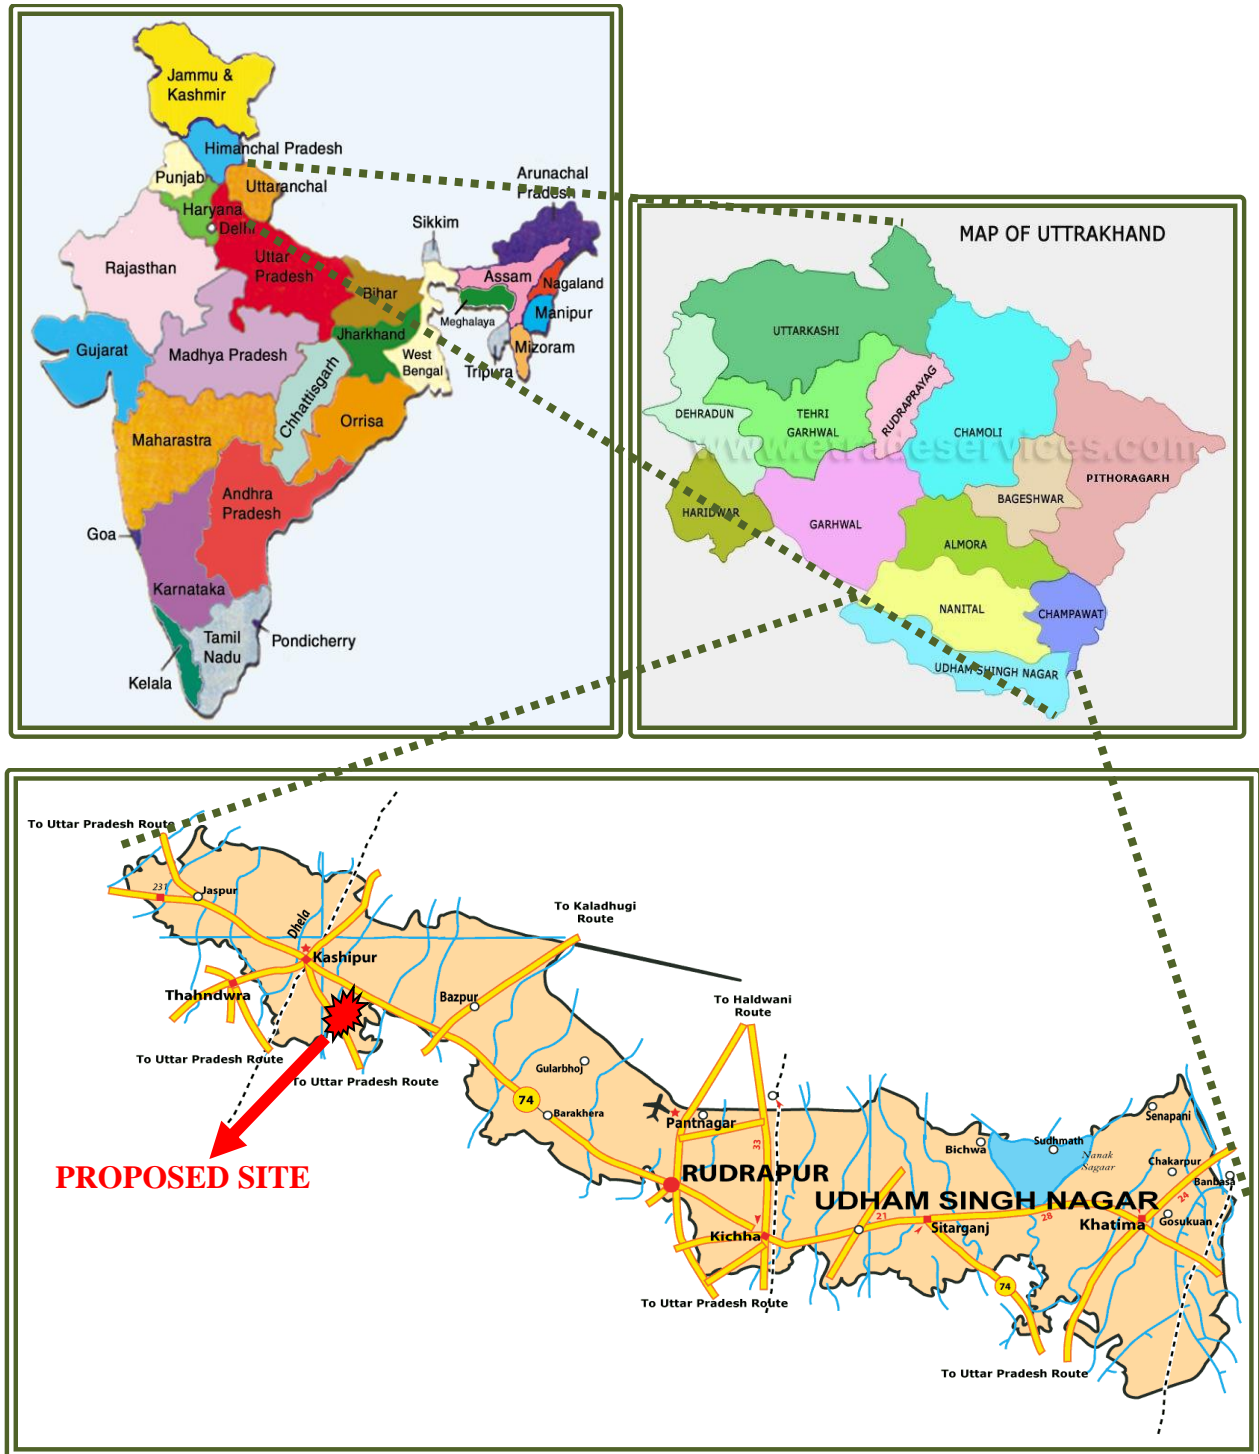 Jammu &
Kashmir
Himanchal Pradesh
Punjab
Uttaranchal
Haryana
Delhi
Rajasthan
Uttar
Pradesh
Sikkim
Arunachal
Pradesh
Assam
Nagaland
Bihar
Meghalaya
Manipur
Jharkhand
Gujarat
Madhya Pradesh
West
Bengal
Tripura
Mizoram
Chhattisgarh
Orrisa
Maharastra
Andhra
Pradesh
Goa
Karnataka
Tamil
Nadu
Pondicherry
Kelala
MAP OF UTTRAKHAND
UTTARKASHI
DEHRADUN
TEHRI
GARHWAL
RUDRAPRAYAG
CHAMOLI
www.etradeservices.com
PITHORAGARH
BAGESHWAR
HARIDWAR
GARHWAL
ALMORA
NANITAL
CHAMPAWAT
UDHAM SHINGH NAGAR
To Uttar Pradesh Route
231
Jaspur
Dhela
To Kaladhugi
Route
Kashipur
Thahndwra
Bazpur
To Haldwani
Route
To Uttar Pradesh Route
To Uttar Pradesh Route
Gularbhoj
74
Barakhera
Pantnagar
33
PROPOSED SITE
RUDRAPUR
UDHAM SINGH NAGAR
Bichwa
Sudhmath
Nanak
Sagaar
Senapani
Chakarpur
Banbasa
24
21
28
Sitarganj
Khatima
Gosukuan
Kichha
74
To Uttar Pradesh Route
To Uttar Pradesh Route